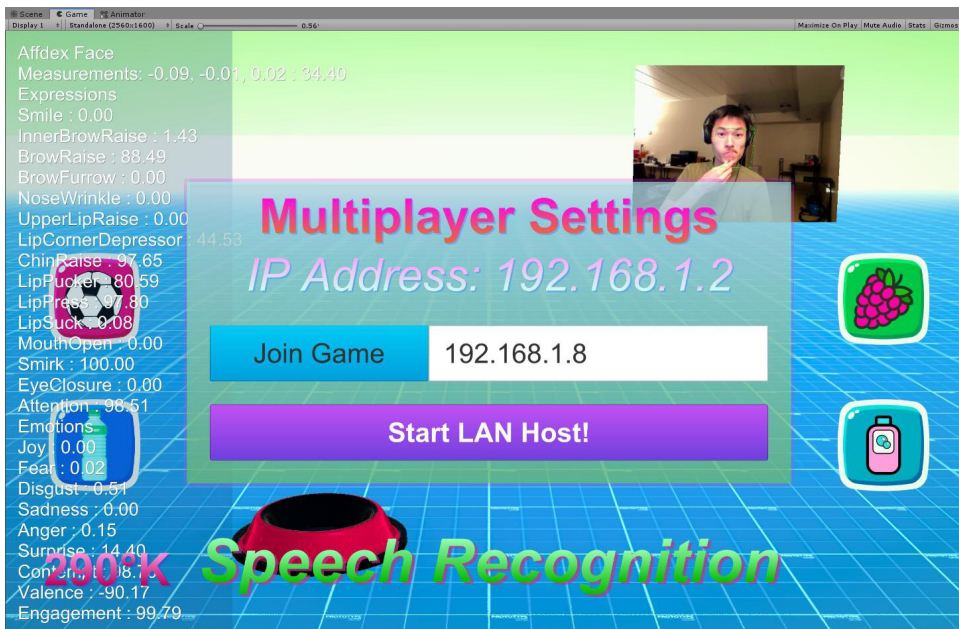 Scene Game Animator
Display 1 Standalone (2560x1600) Scale 0.56 Maximize On Play Mute Audio Stats Gizmos
Affdex Face
Measurements: -0.09, -0.01, 0.02 : 34.40
Expressions
Smile : 0.00
InnerBrowRaise : 1.43
BrowRaise : 88.49
BrowFurrow : 0.00
NoseWrinkle : 0.00
UpperLipRaise : 0.00
LipCornerDepressor : 44.53
ChinRaise : 97.65
LipPucker : 80.59
LipPress : 97.80
LipSuck : 0.08
MouthOpen : 0.00
Smirk : 100.00
EyeClosure : 0.00
Attention : 98.51
Emotions
Joy : 0.00
Fear : 0.02
Disgust : 0.51
Sadness : 0.00
Anger : 0.15
Surprise : 14.40
Valence : -90.17
Engagement : 99.79
Multiplayer Settings
IP Address: 192.168.1.2
Join Game 192.168.1.8
Start LAN Host!
290°K Speech Recognition